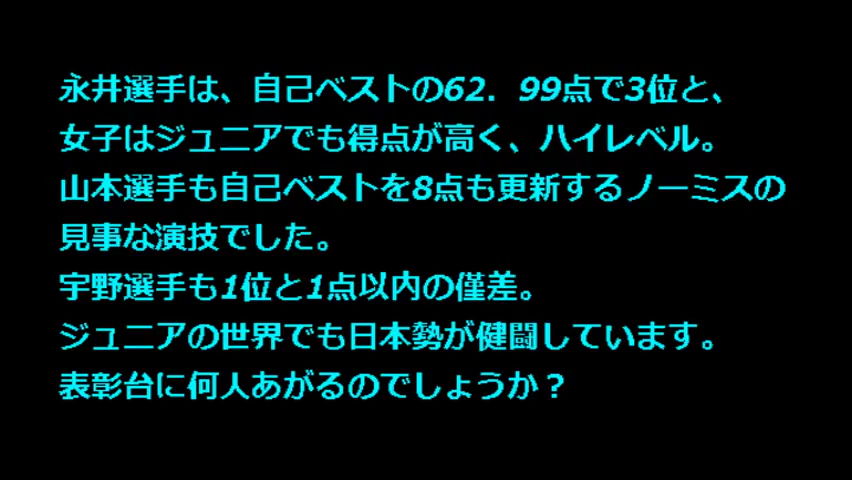 永井選手は、自己ベストの62．99点で3位と、
女子はジュニアでも得点が高く、ハイレベル。
山本選手も自己ベストを8点も更新するノーミスの
見事な演技でした。
宇野選手も1位と1点以内の僅差。
ジュニアの世界でも日本勢が健闘しています。
表彰台に何人あがるのでしょうか？